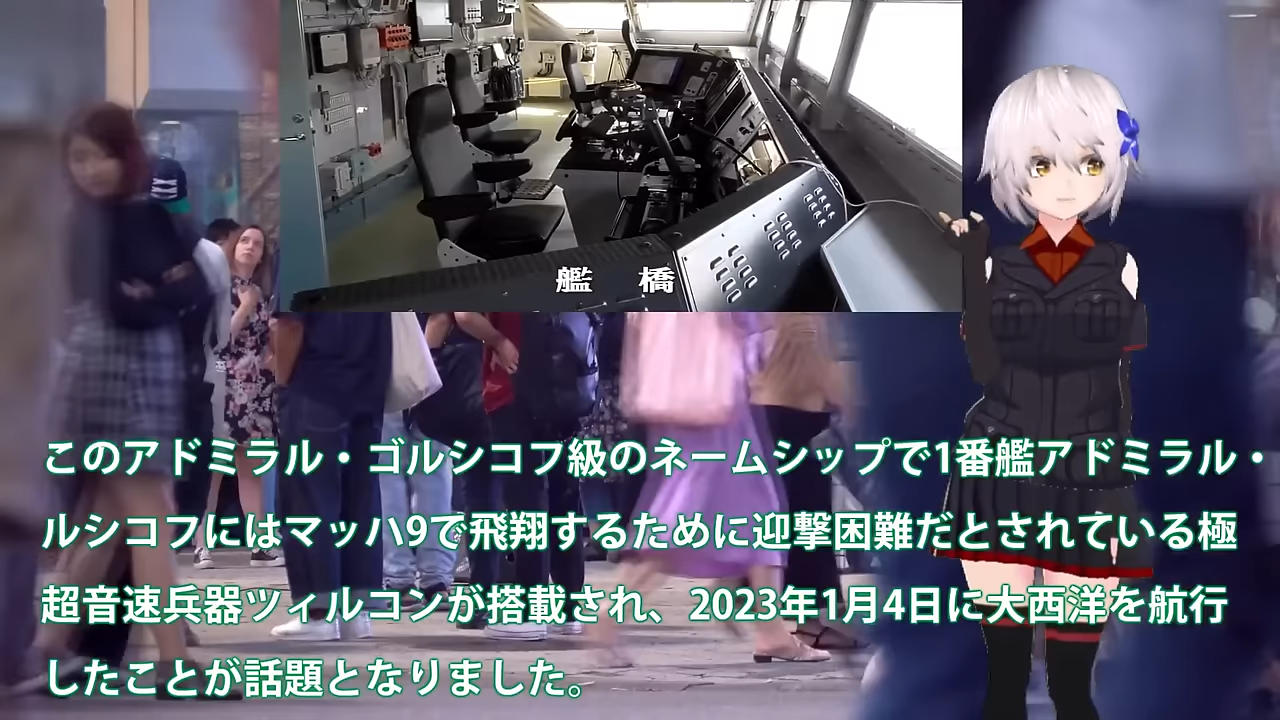 艦 橋
このアドミラル・ゴルシコフ級のネームシップで1番艦アドミラル・
ルシコフにはマッハ9で飛翔するために迎撃困難だとされている極
超音速兵器ツィルコンが搭載され、2023年1月4日に大西洋を航行
したことが話題となりました。